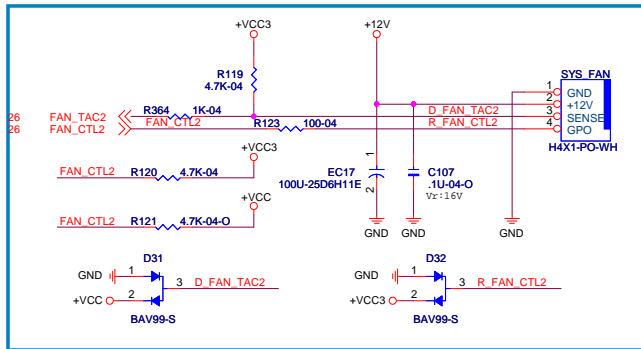 +VCC3
+12V
R119
4.7K-04
SYS_FAN
1 GND
2 +12V
3 SENSE
4 GPO
H4X1-PO-WH
26 FAN_TAC2 R364 1K-04 D_FAN_TAC2
26 FAN_CTL2 FAN_CTL2 R123 100-04 R_FAN_CTL2
+VCC3
FAN_CTL2 R120 4.7K-04
1
EC17
100U-25D6H11E
2
C107
.1U-04-O
Vr:16V
+VCC
FAN_CTL2 R121 4.7K-04-O
GND GND GND
D31
GND 1
3 D_FAN_TAC2
+VCC 2
BAV99-S
D32
GND 1
3 R_FAN_CTL2
+VCC3 2
BAV99-S